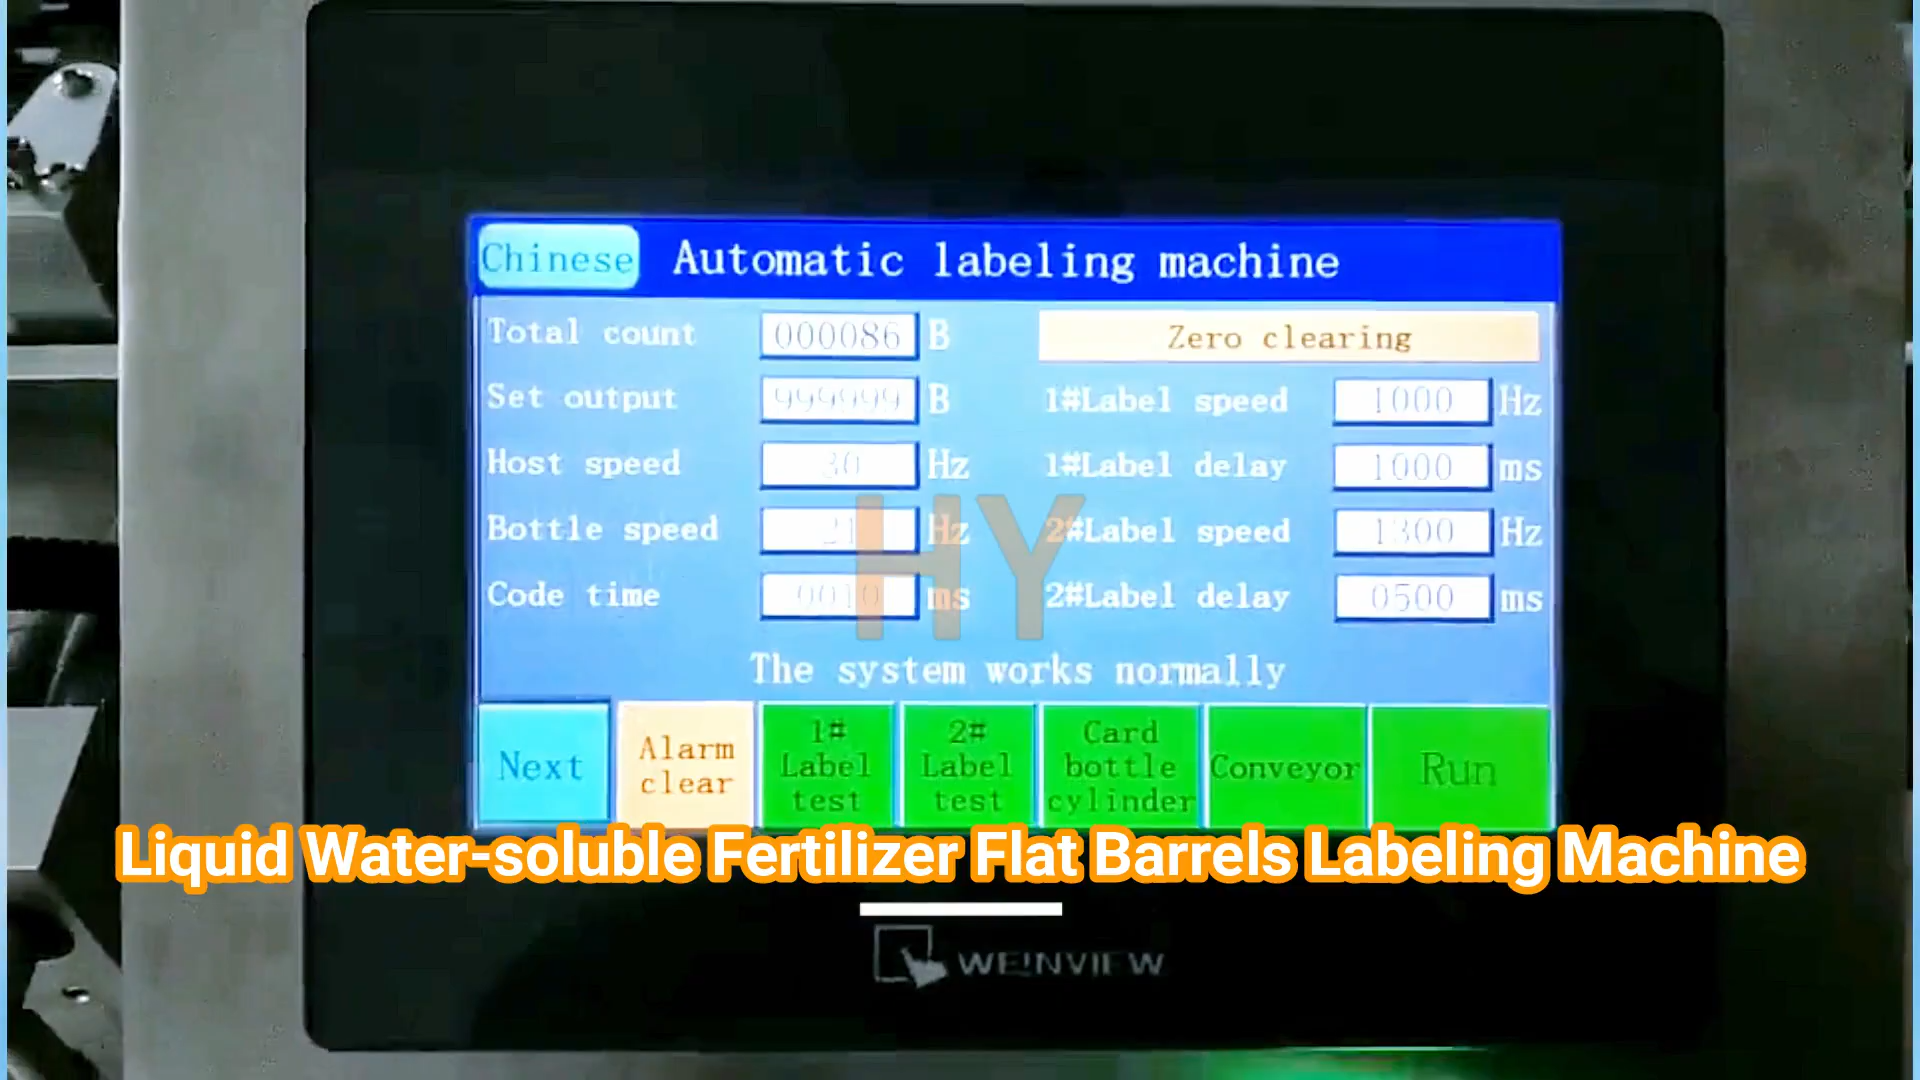 Chinese Automatic labeling machine
Total count 000086 B Zero clearing
Set output 999999 B 1#Label speed 1000 Hz
Host speed 30 Hz 1#Label delay 1000 ms
Bottle speed 21 Hz 2#Label speed 1300 Hz
Code time 0010 ms 2#Label delay 0500 ms
HY
The system works normally
Next
Alarm
clear
1#
Label
test
2#
Label
test
Card
bottle
cylinder
Conveyor
Run
Liquid Water-soluble Fertilizer Flat Barrels Labeling Machine
WEINVIEW